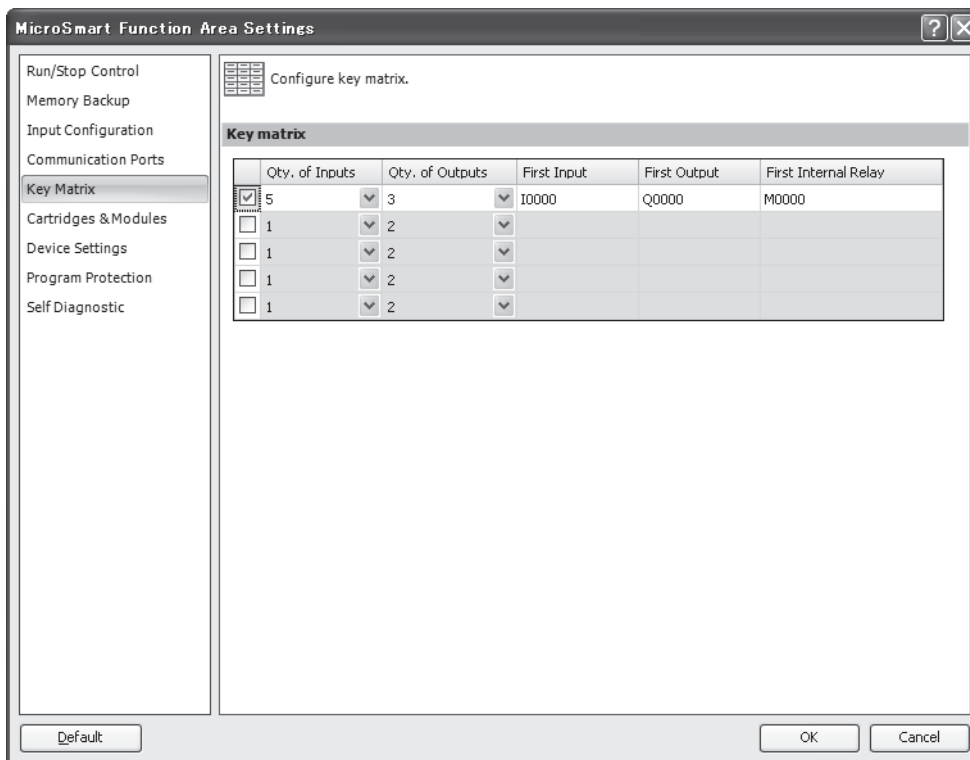 MicroSmart Function Area Settings
Run/Stop Control
Memory Backup
Input Configuration
Communication Ports
Key Matrix
Cartridges & Modules
Device Settings
Program Protection
Self Diagnostic
Configure key matrix.
Key matrix
Qty. of Inputs Qty. of Outputs First Input First Output First Internal Relay
5 3 I0000 Q0000 M0000
1 2
1 2
1 2
1 2
Default OK Cancel